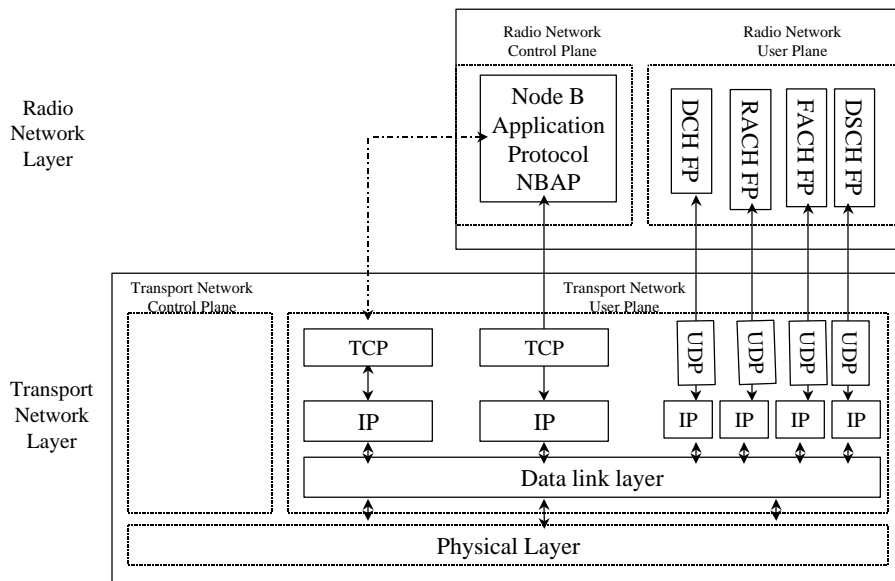 Radio Network
Control Plane
Radio Network
User Plane
Radio
Network
Layer
Node B
Application
Protocol
NBAP
DCH FP
RACH FP
FACH FP
DSCH FP
Transport Network
Control Plane
Transport Network
User Plane
Transport
Network
Layer
TCP
TCP
UDP
UDP
UDP
UDP
IP
IP
IP
IP
IP
IP
Data link layer
Physical Layer